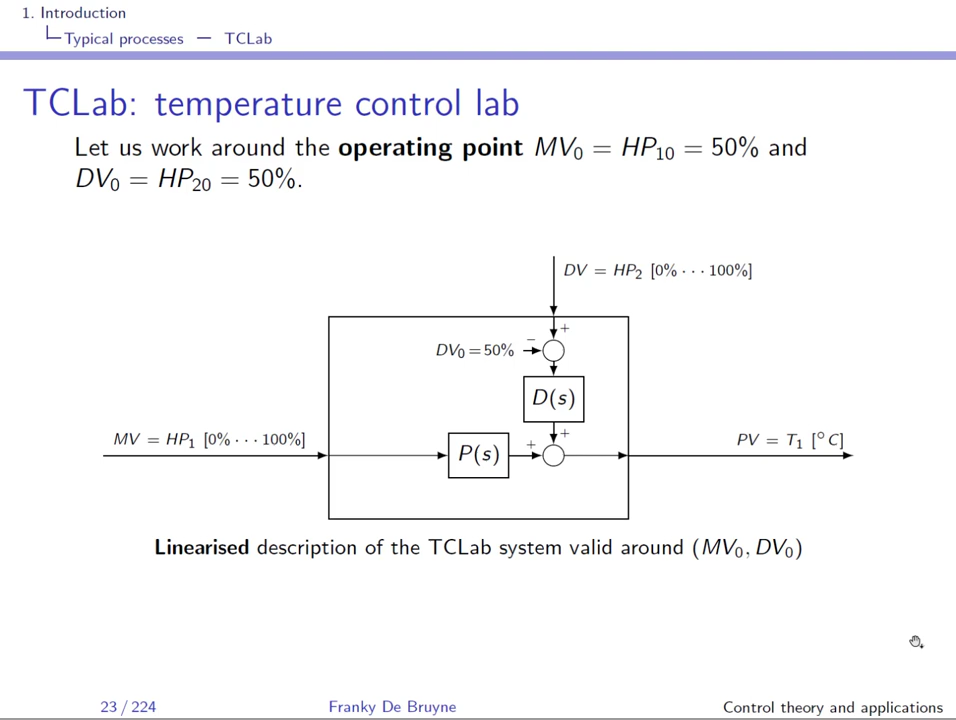 1. Introduction
Typical processes — TCLab
TCLab: temperature control lab
Let us work around the operating point MV₀ = HP₁₀ = 50% and
DV₀ = HP₂₀ = 50%.
DV = HP₂ [0% · · · 100%]
+
−
DV₀ = 50%
D(s)
+
MV = HP₁ [0% · · · 100%]
P(s)
+
PV = T₁ [°C]
Linearised description of the TCLab system valid around (MV₀, DV₀)
23 / 224 Franky De Bruyne Control theory and applications